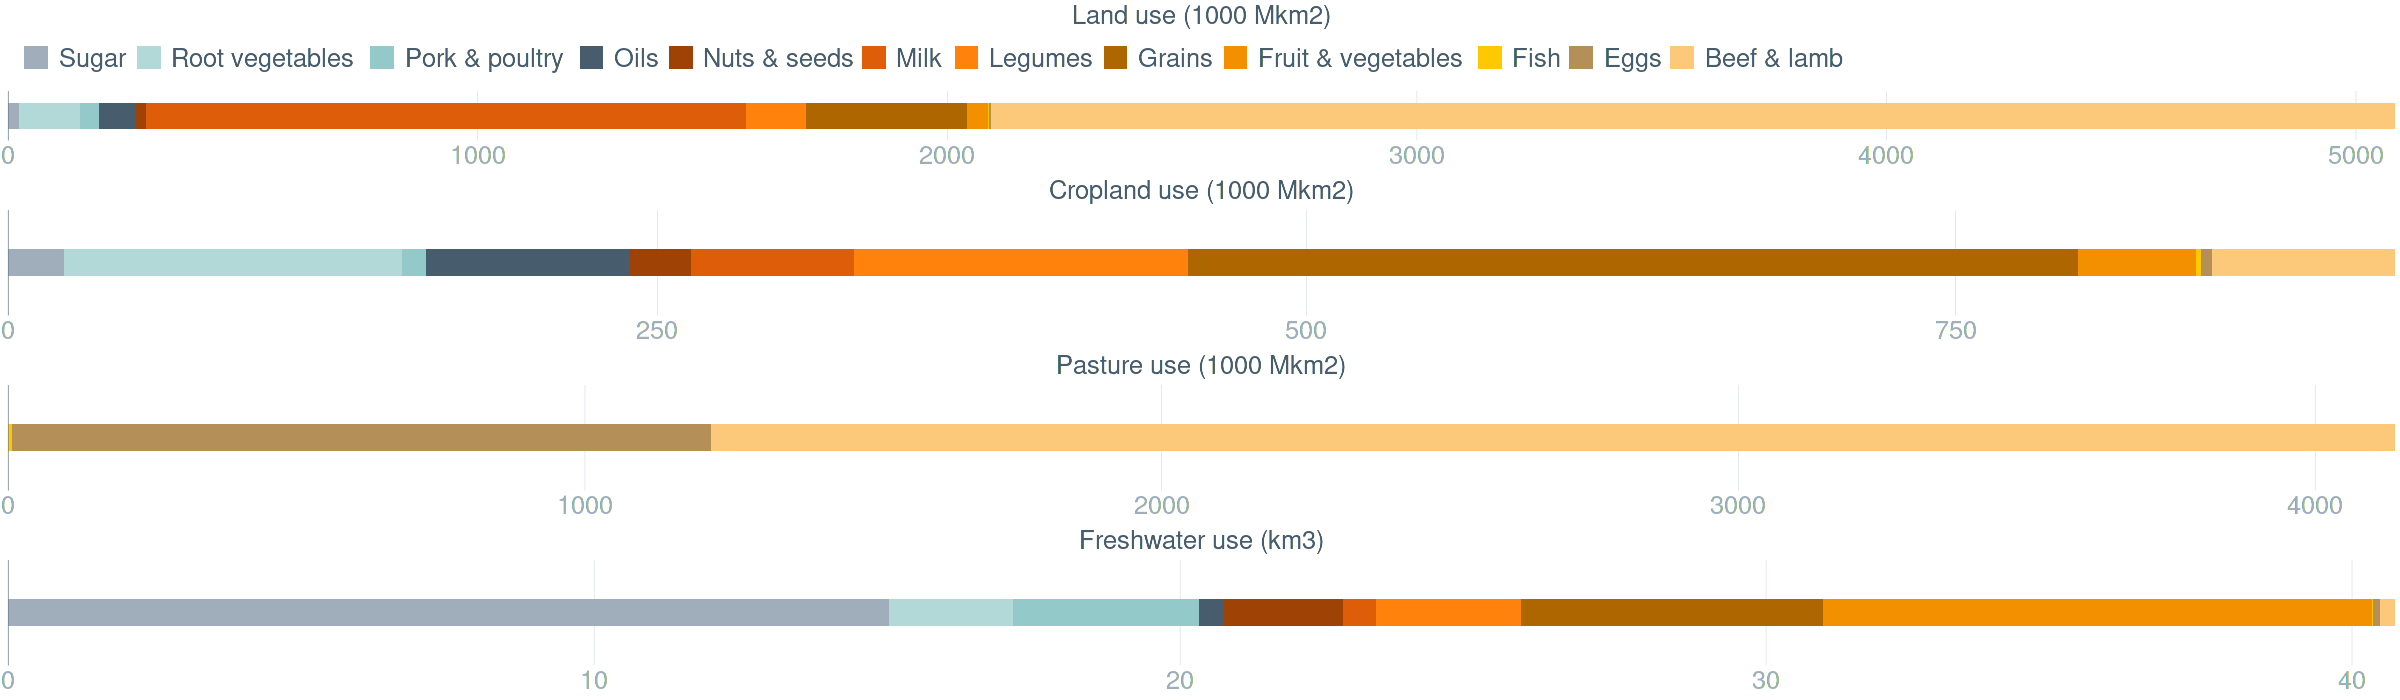 Land use (1000 Mkm2)
Sugar Root vegetables Pork & poultry Oils Nuts & seeds Milk Legumes Grains Fruit & vegetables Fish Eggs Beef & lamb
0 1000 2000 3000 4000 5000
Cropland use (1000 Mkm2)
0 250 500 750
Pasture use (1000 Mkm2)
0 1000 2000 3000 4000
Freshwater use (km3)
0 10 20 30 40